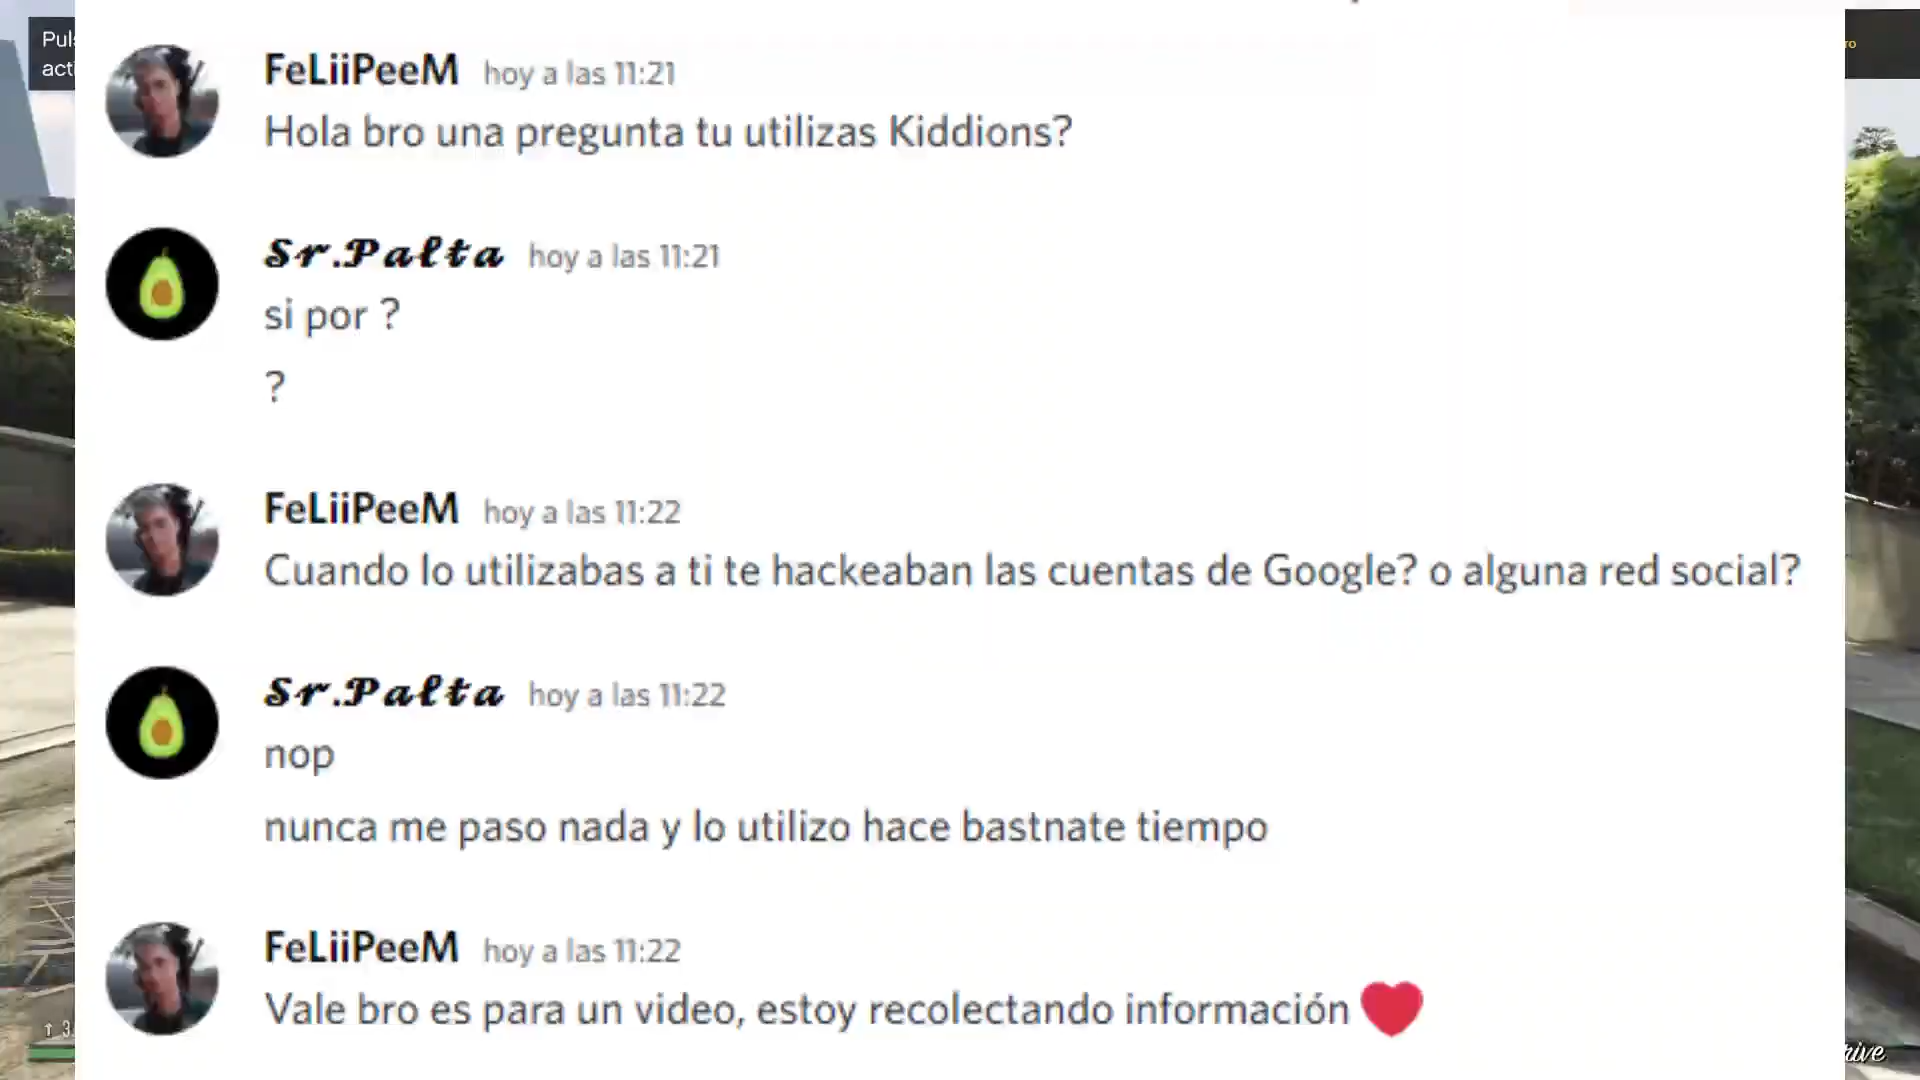 FeLiiPeeM hoy a las 11:21
Hola bro una pregunta tu utilizas Kiddions?
Sr.Palta hoy a las 11:21
si por ?
?
FeLiiPeeM hoy a las 11:22
Cuando lo utilizabas a ti te hackeaban las cuentas de Google? o alguna red social?
Sr.Palta hoy a las 11:22
nop
nunca me paso nada y lo utilizo hace bastnate tiempo
FeLiiPeeM hoy a las 11:22
Vale bro es para un video, estoy recolectando información ❤